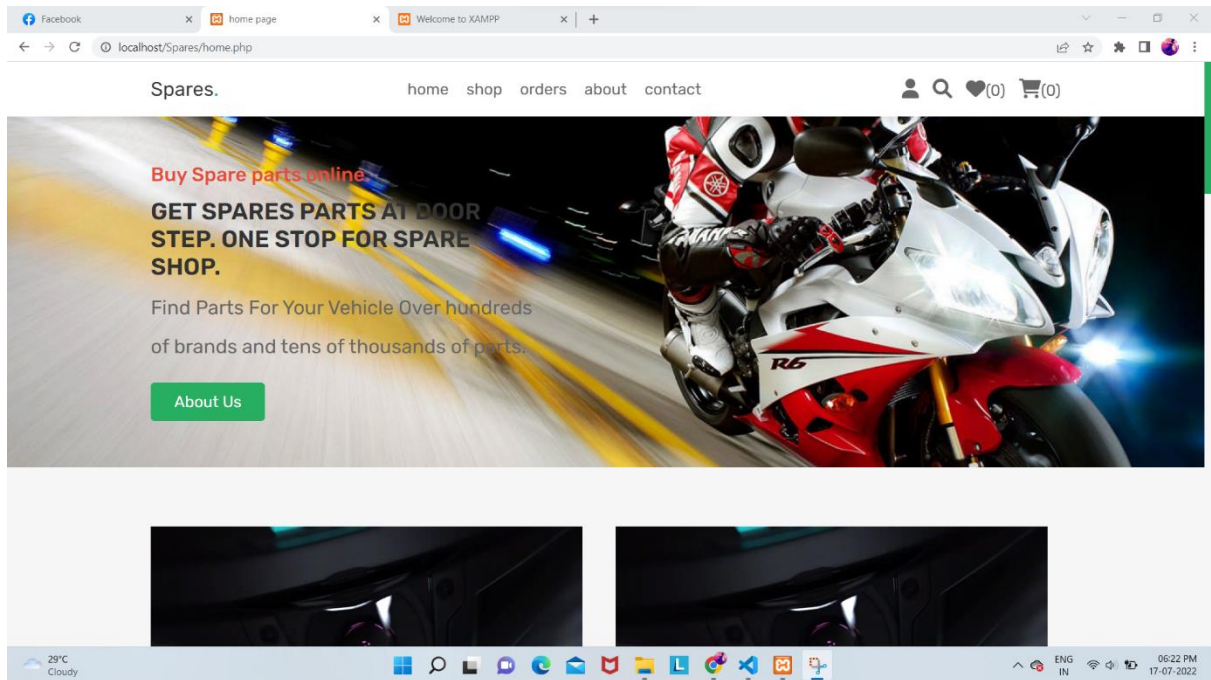 Facebook
home page
Welcome to XAMPP
localhost/Spares/home.php
Spares.
home shop orders about contact
(0) (0)
Buy Spare parts online.
GET SPARES PARTS AT DOOR
STEP. ONE STOP FOR SPARE
SHOP.
Find Parts For Your Vehicle Over hundreds
of brands and tens of thousands of parts.
About Us
YAMAHA
R6
29°C
Cloudy
L
ENG
IN
06:22 PM
17-07-2022